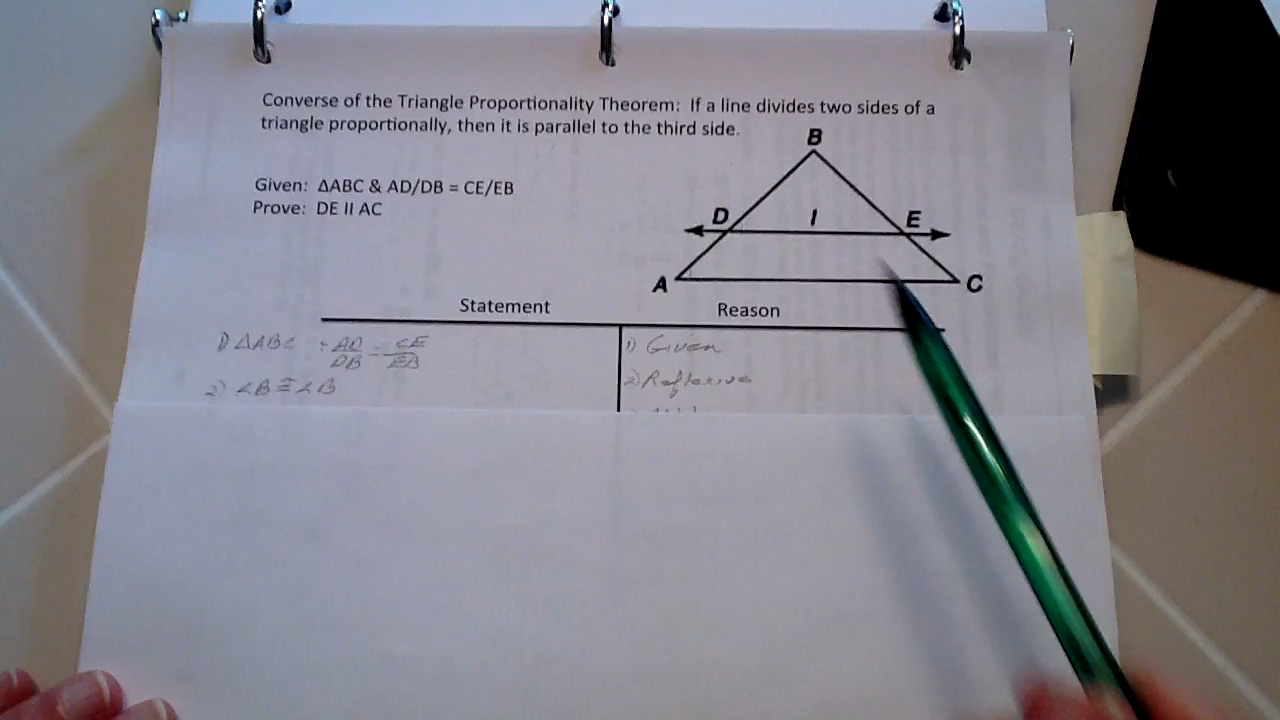 Converse of the Triangle Proportionality Theorem: If a line divides two sides of a
triangle proportionally, then it is parallel to the third side.
B
Given: ΔABC & AD/DB = CE/EB
Prove: DE II AC
D l E
A C
Statement Reason
1) ΔABC ; AD/DB = CE/EB 1) Given
2) ∠B ≅ ∠B 2) Reflexive